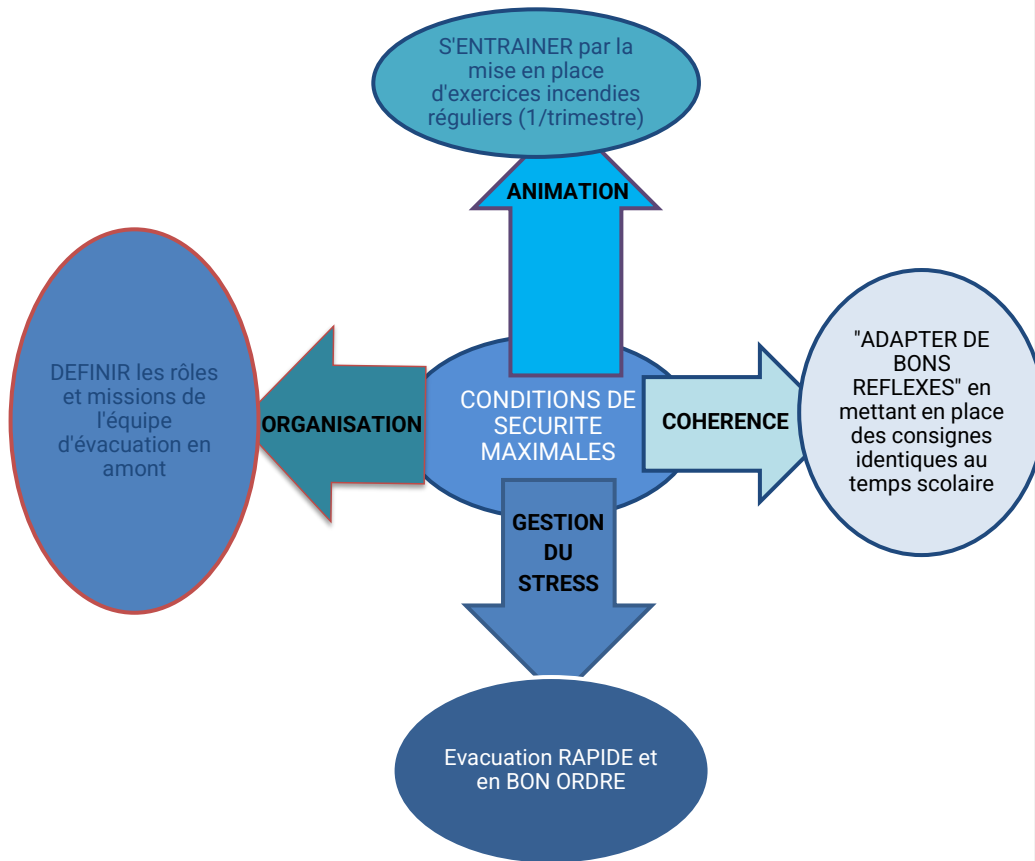 S'ENTRAINER par la
mise en place
d'exercices incendies
réguliers (1/trimestre)
ANIMATION
DEFINIR les rôles
et missions de
l'équipe
d'évacuation en
amont
ORGANISATION
CONDITIONS DE
SECURITE
MAXIMALES
COHERENCE
"ADAPTER DE
BONS
REFLEXES" en
mettant en place
des consignes
identiques au
temps scolaire
GESTION
DU
STRESS
Evacuation RAPIDE et
en BON ORDRE